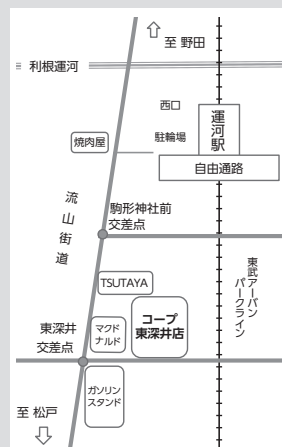 至 野田
利根運河
西口
運河駅
駐輪場
焼肉屋
自由通路
流山街道
駒形神社前
交差点
東武アーバン
パークライン
TSUTAYA
コープ
東深井店
マクド
ナルド
東深井
交差点
ガソリン
スタンド
至 松戸